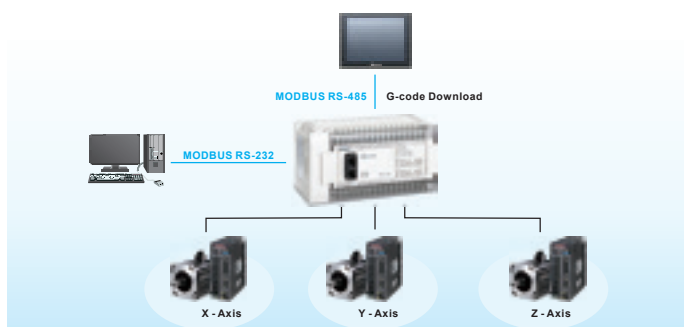 MODBUS RS-485 G-code Download
MODBUS RS-232
X - Axis Y - Axis Z - Axis